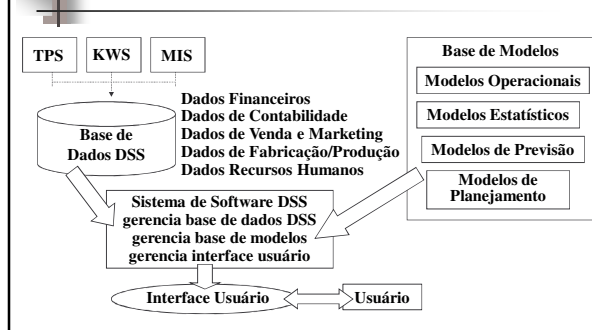 TPS
KWS
MIS
Base de
Dados DSS
Dados Financeiros
Dados de Contabilidade
Dados de Venda e Marketing
Dados de Fabricação/Produção
Dados Recursos Humanos
Base de Modelos
Modelos Operacionais
Modelos Estatísticos
Modelos de Previsão
Modelos de
Planejamento
Sistema de Software DSS
gerencia base de dados DSS
gerencia base de modelos
gerencia interface usuário
Interface Usuário
Usuário